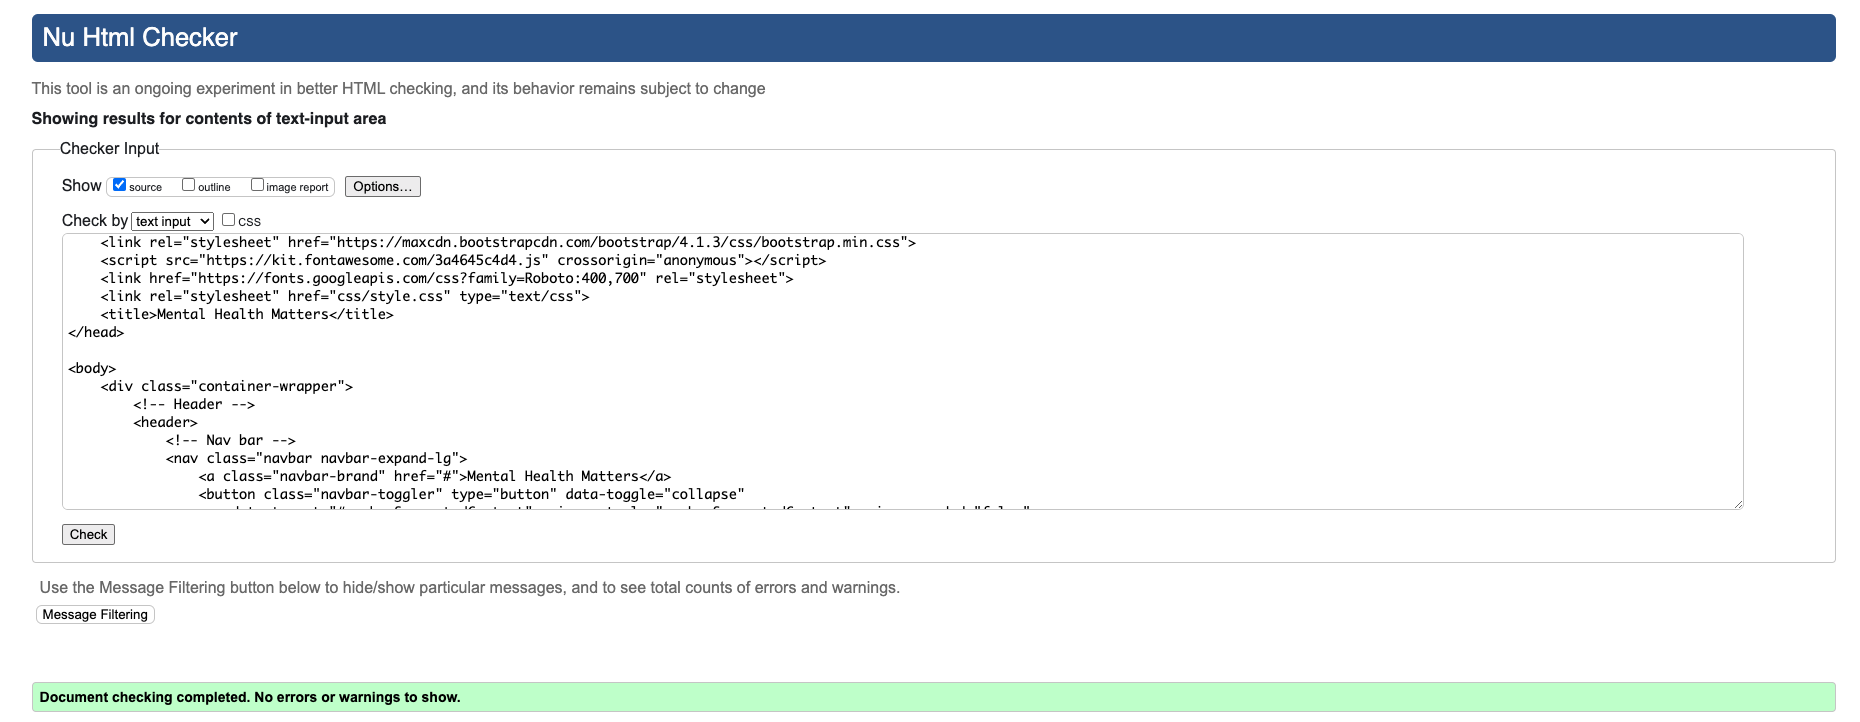 Nu Html Checker
This tool is an ongoing experiment in better HTML checking, and its behavior remains subject to change
Showing results for contents of text-input area
Checker Input
Show source outline image report Options...
Check by text input css
<link rel="stylesheet" href="https://maxcdn.bootstrapcdn.com/bootstrap/4.1.3/css/bootstrap.min.css">
<script src="https://kit.fontawesome.com/3a4645c4d4.js" crossorigin="anonymous"></script>
<link href="https://fonts.googleapis.com/css?family=Roboto:400,700" rel="stylesheet">
<link rel="stylesheet" href="css/style.css" type="text/css">
<title>Mental Health Matters</title>
</head>
<body>
<div class="container-wrapper">
<!-- Header -->
<header>
<!-- Nav bar -->
<nav class="navbar navbar-expand-lg">
<a class="navbar-brand" href="#">Mental Health Matters</a>
<button class="navbar-toggler" type="button" data-toggle="collapse"
Check
Use the Message Filtering button below to hide/show particular messages, and to see total counts of errors and warnings.
Message Filtering
Document checking completed. No errors or warnings to show.